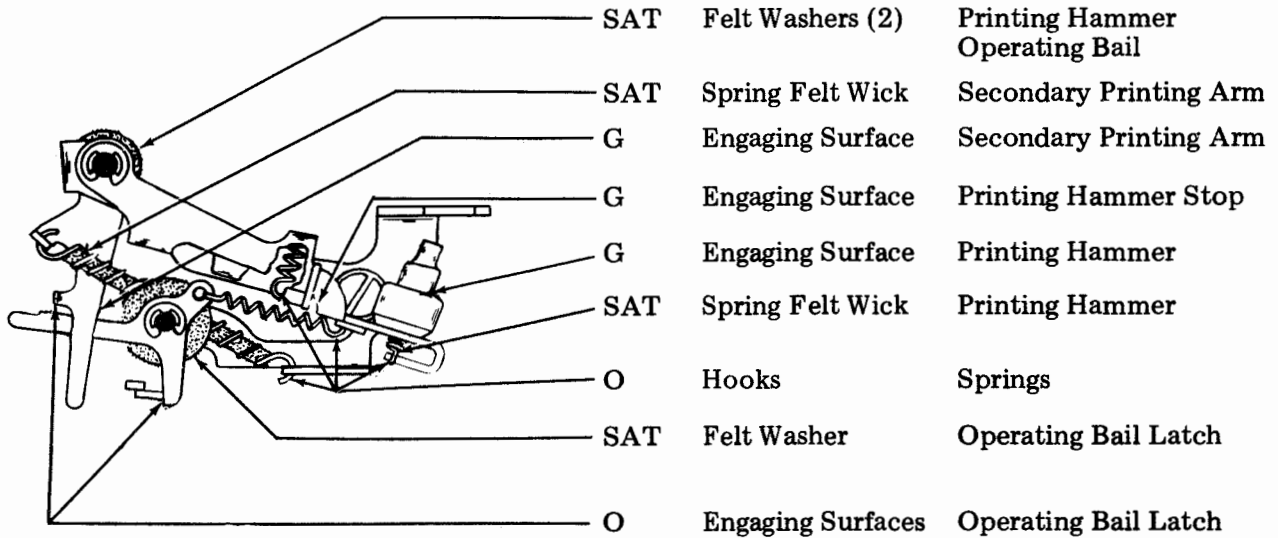 SAT Felt Washers (2) Printing Hammer
Operating Bail
SAT Spring Felt Wick Secondary Printing Arm
G Engaging Surface Secondary Printing Arm
G Engaging Surface Printing Hammer Stop
G Engaging Surface Printing Hammer
SAT Spring Felt Wick Printing Hammer
O Hooks Springs
SAT Felt Washer Operating Bail Latch
O Engaging Surfaces Operating Bail Latch